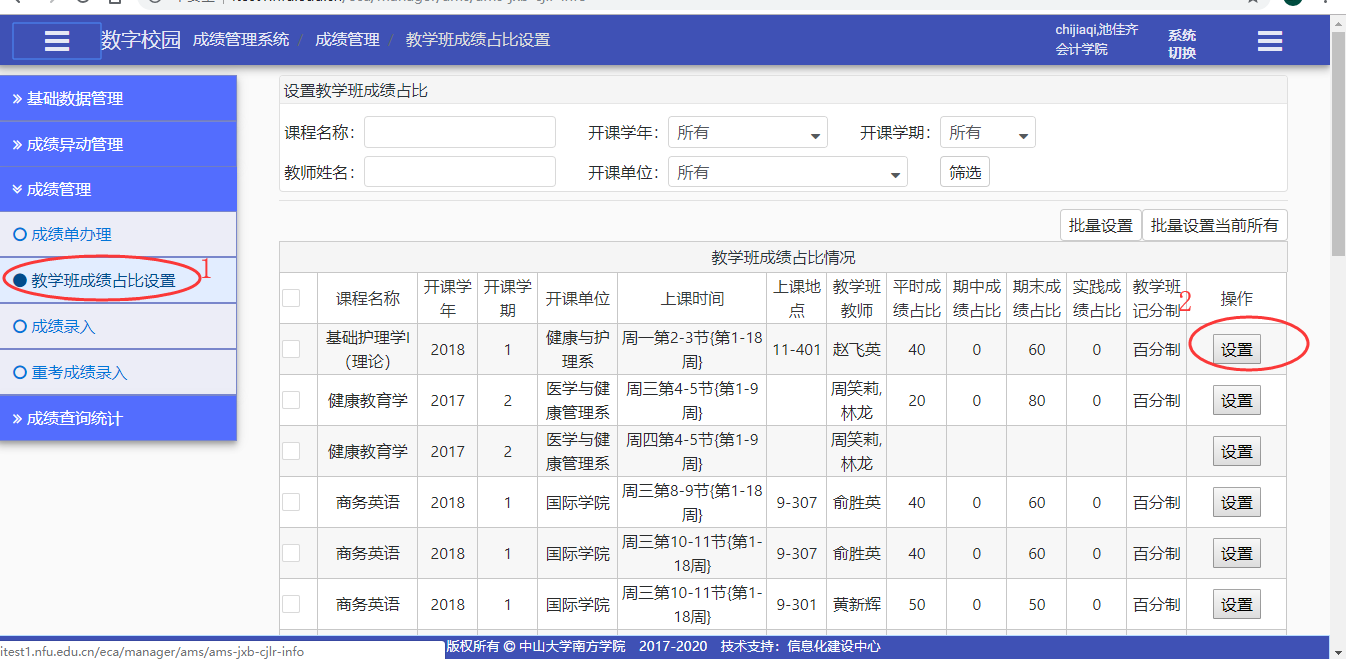 数字校园 成绩管理系统 / 成绩管理 / 教学班成绩占比设置
chijiaqi,池佳齐
会计学院
系统
切换
基础数据管理
成绩异动管理
成绩管理
成绩单办理
教学班成绩占比设置 1
成绩录入
重考成绩录入
成绩查询统计
设置教学班成绩占比
课程名称： 开课学年： 所有 开课学期： 所有
教师姓名： 开课单位： 所有 筛选
批量设置 批量设置当前所有
教学班成绩占比情况
课程名称 开课学年 开课学期 开课单位 上课时间 上课地点 教学班教师 平时成绩占比 期中成绩占比 期末成绩占比 实践成绩占比 教学班记分制 操作
2
基础护理学I（理论） 2018 1 健康与护理系 周一第2-3节{第1-18周} 11-401 赵飞英 40 0 60 0 百分制 设置
健康教育学 2017 2 医学与健康管理系 周三第4-5节{第1-9周} 周笑莉,林龙 20 0 80 0 百分制 设置
健康教育学 2017 2 医学与健康管理系 周四第4-5节{第1-9周} 周笑莉,林龙 设置
商务英语 2018 1 国际学院 周三第8-9节{第1-18周} 9-307 俞胜英 40 0 60 0 百分制 设置
商务英语 2018 1 国际学院 周三第10-11节{第1-18周} 9-307 俞胜英 40 0 60 0 百分制 设置
商务英语 2018 1 国际学院 周三第10-11节{第1-18周} 9-301 黄新辉 50 0 50 0 百分制 设置
版权所有 © 中山大学南方学院 2017-2020 技术支持：信息化建设中心
itest1.nfu.edu.cn/eca/manager/ams/ams-jxb-cjlr-info